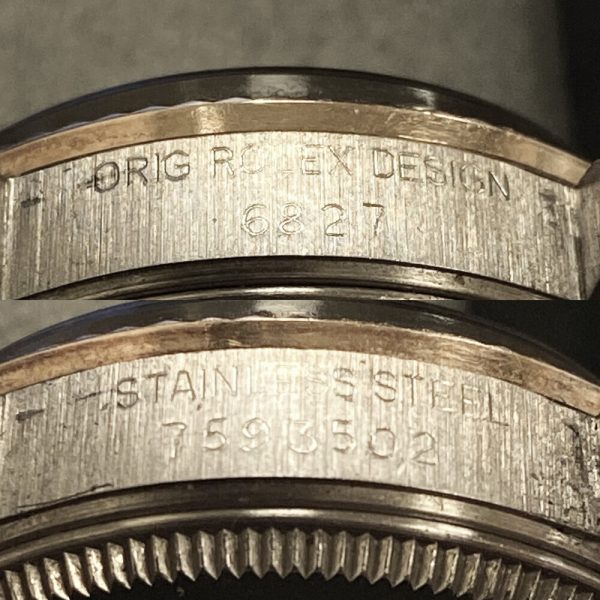 ORIG ROLEX DESIGN
6827
STAINLESS STEEL
7593502